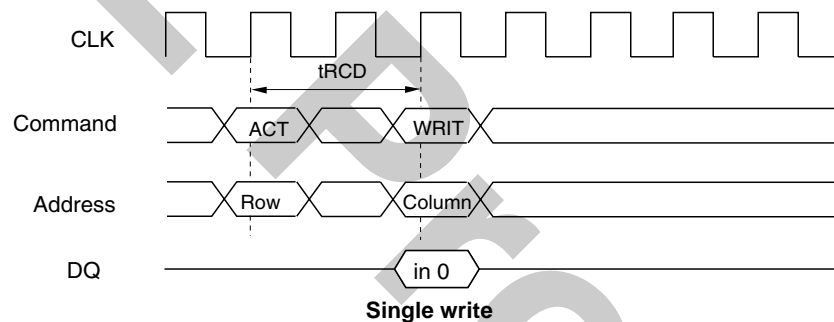 CLK
tRCD
Command ACT WRIT
Address Row Column
DQ in 0
Single write